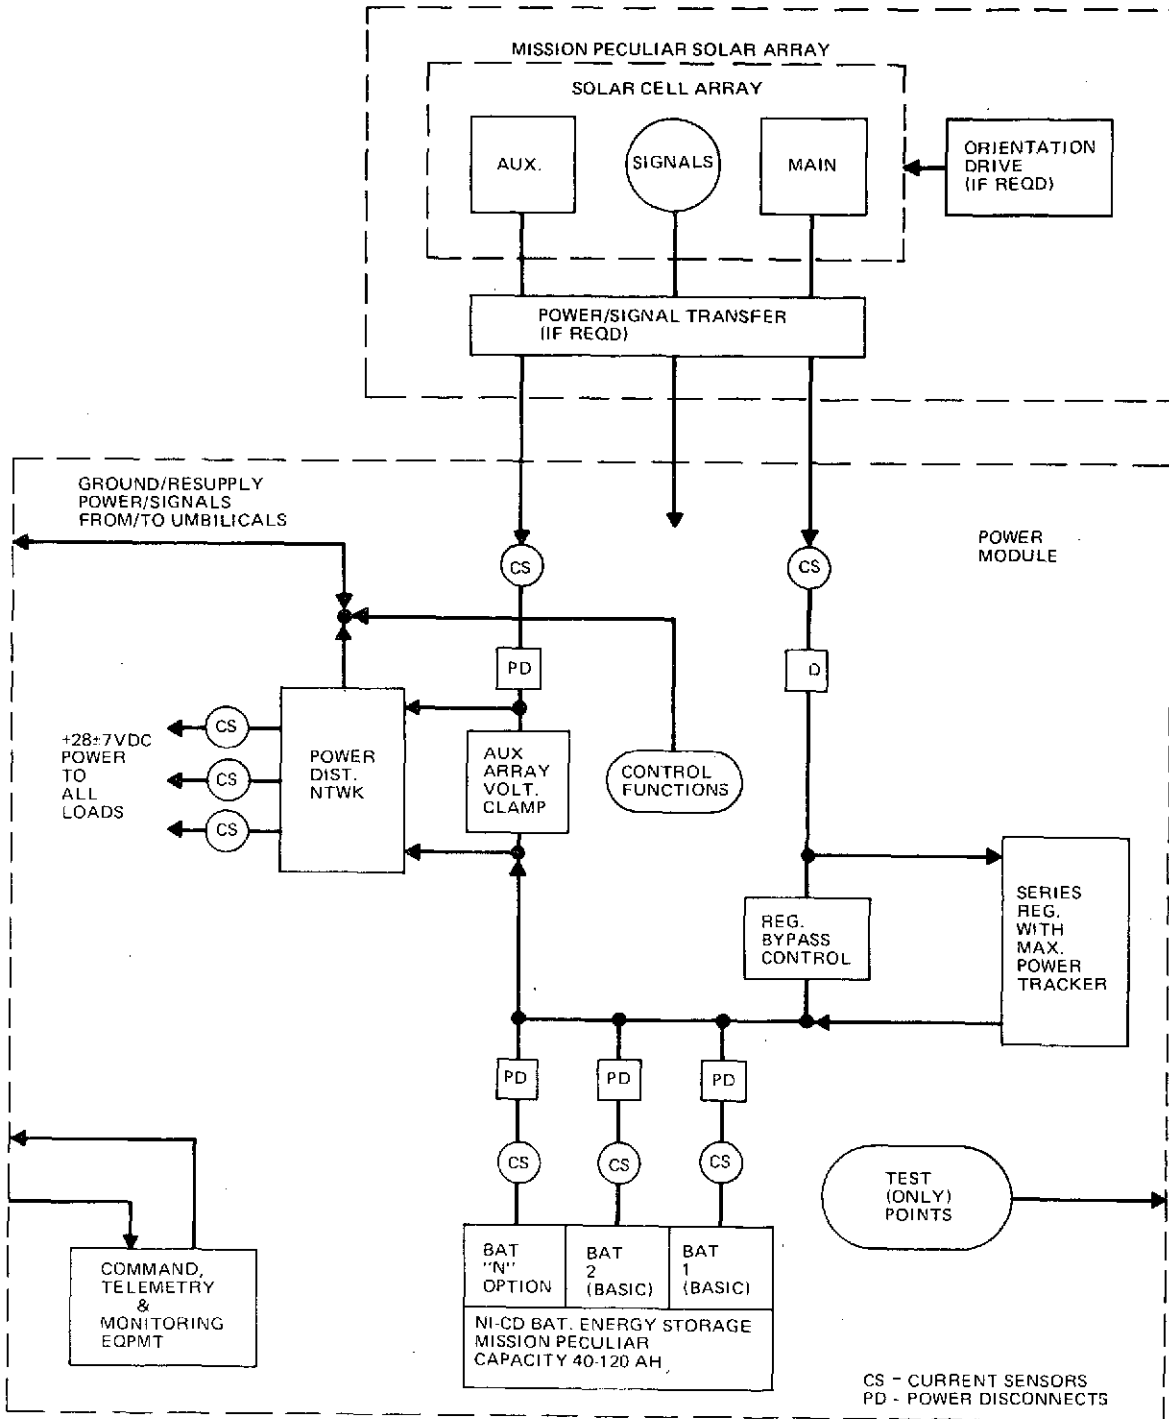 MISSION PECULIAR SOLAR ARRAY
SOLAR CELL ARRAY
AUX.
SIGNALS
MAIN
ORIENTATION
DRIVE
(IF REQD)
POWER/SIGNAL TRANSFER
(IF REQD)
GROUND/RESUPPLY
POWER/SIGNALS
FROM/TO UMBILICALS
POWER
MODULE
CS
CS
PD
D
+28±7VDC
POWER
TO
ALL
LOADS
CS
CS
CS
POWER
DIST.
NTWK
AUX
ARRAY
VOLT.
CLAMP
CONTROL
FUNCTIONS
REG.
BYPASS
CONTROL
SERIES
REG.
WITH
MAX.
POWER
TRACKER
PD
PD
PD
CS
CS
CS
TEST
(ONLY)
POINTS
COMMAND,
TELEMETRY
&
MONITORING
EQPMT
BAT
"N"
OPTION
BAT
2
(BASIC)
BAT
1
(BASIC)
NI-CD BAT. ENERGY STORAGE
MISSION PECULIAR
CAPACITY 40-120 AH
CS - CURRENT SENSORS
PD - POWER DISCONNECTS